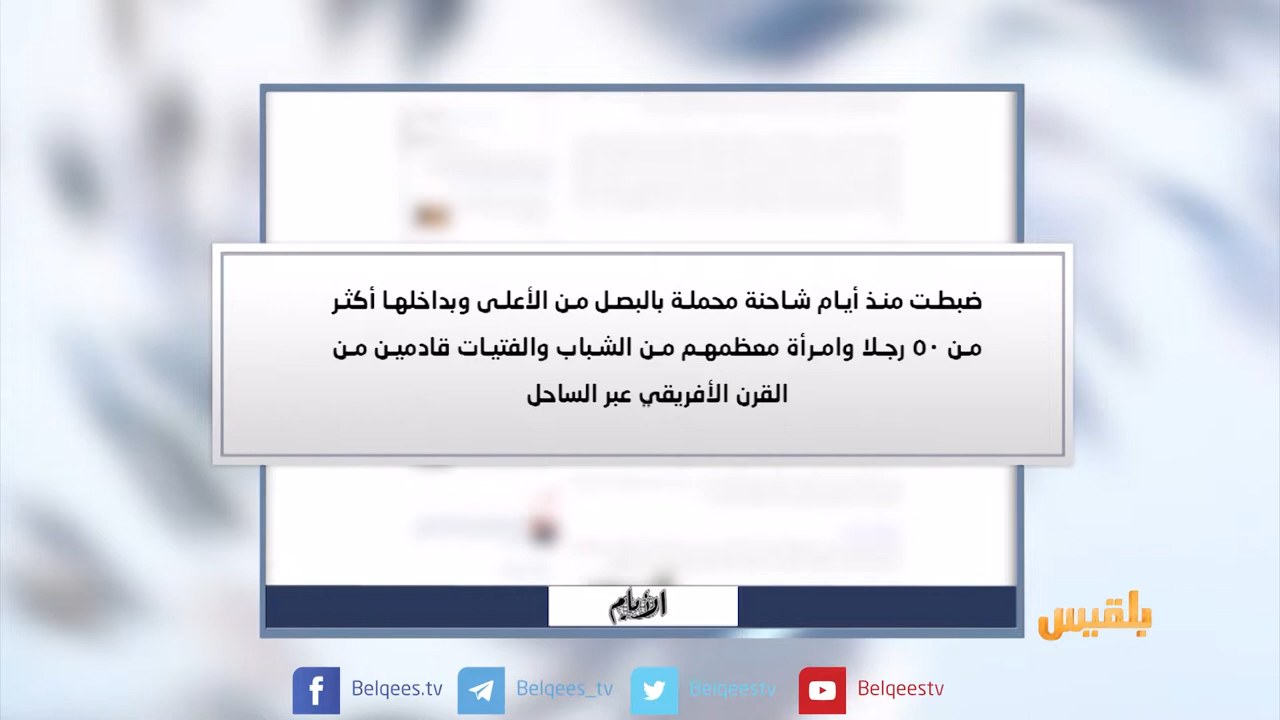 ضبطت منذ أيام شاحنة محملة بالبصل من الأعلى وبداخلها أكثر
من ٥٠ رجلا وامرأة معظمهم من الشباب والفتيات قادمين من
القرن الأفريقي عبر الساحل
الأيام
بلقيس
Belqees.tv
Belqees_tv
Belqeestv
Belqeestv